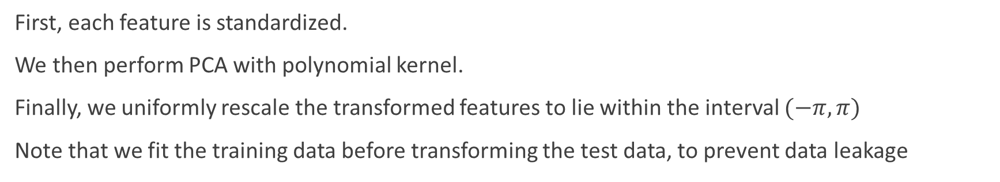 First, each feature is standardized.
We then perform PCA with polynomial kernel.
Finally, we uniformly rescale the transformed features to lie within the interval (−π, π)
Note that we fit the training data before transforming the test data, to prevent data leakage